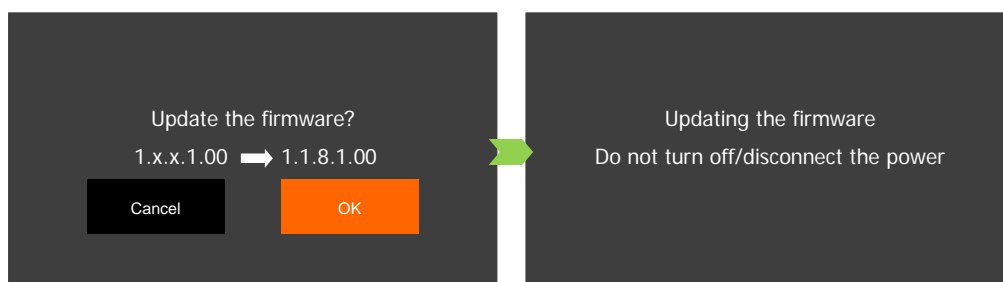 Update the firmware?
1.x.x.1.00 1.1.8.1.00
Cancel
OK
Updating the firmware
Do not turn off/disconnect the power